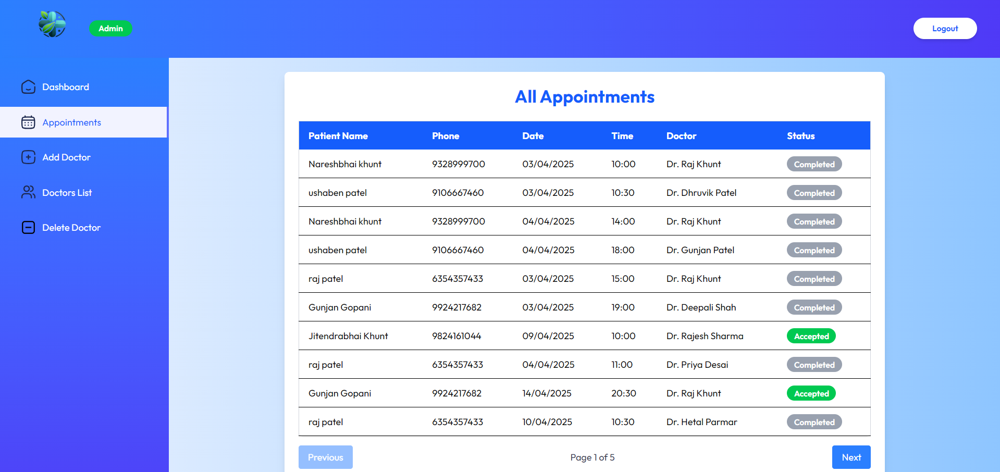 Admin
Logout
Dashboard
Appointments
Add Doctor
Doctors List
Delete Doctor
All Appointments
Patient Name Phone Date Time Doctor Status
Nareshbhai khunt 9328999700 03/04/2025 10:00 Dr. Raj Khunt Completed
ushaben patel 9106667460 03/04/2025 10:30 Dr. Dhruvik Patel Completed
Nareshbhai khunt 9328999700 04/04/2025 14:00 Dr. Raj Khunt Completed
ushaben patel 9106667460 04/04/2025 18:00 Dr. Gunjan Patel Completed
raj patel 6354357433 03/04/2025 15:00 Dr. Raj Khunt Completed
Gunjan Gopani 9924217682 03/04/2025 19:00 Dr. Deepali Shah Completed
Jitendrabhai Khunt 9824161044 09/04/2025 10:00 Dr. Rajesh Sharma Accepted
raj patel 6354357433 04/04/2025 11:00 Dr. Priya Desai Completed
Gunjan Gopani 9924217682 14/04/2025 20:30 Dr. Raj Khunt Accepted
raj patel 6354357433 10/04/2025 10:30 Dr. Hetal Parmar Completed
Previous Page 1 of 5 Next